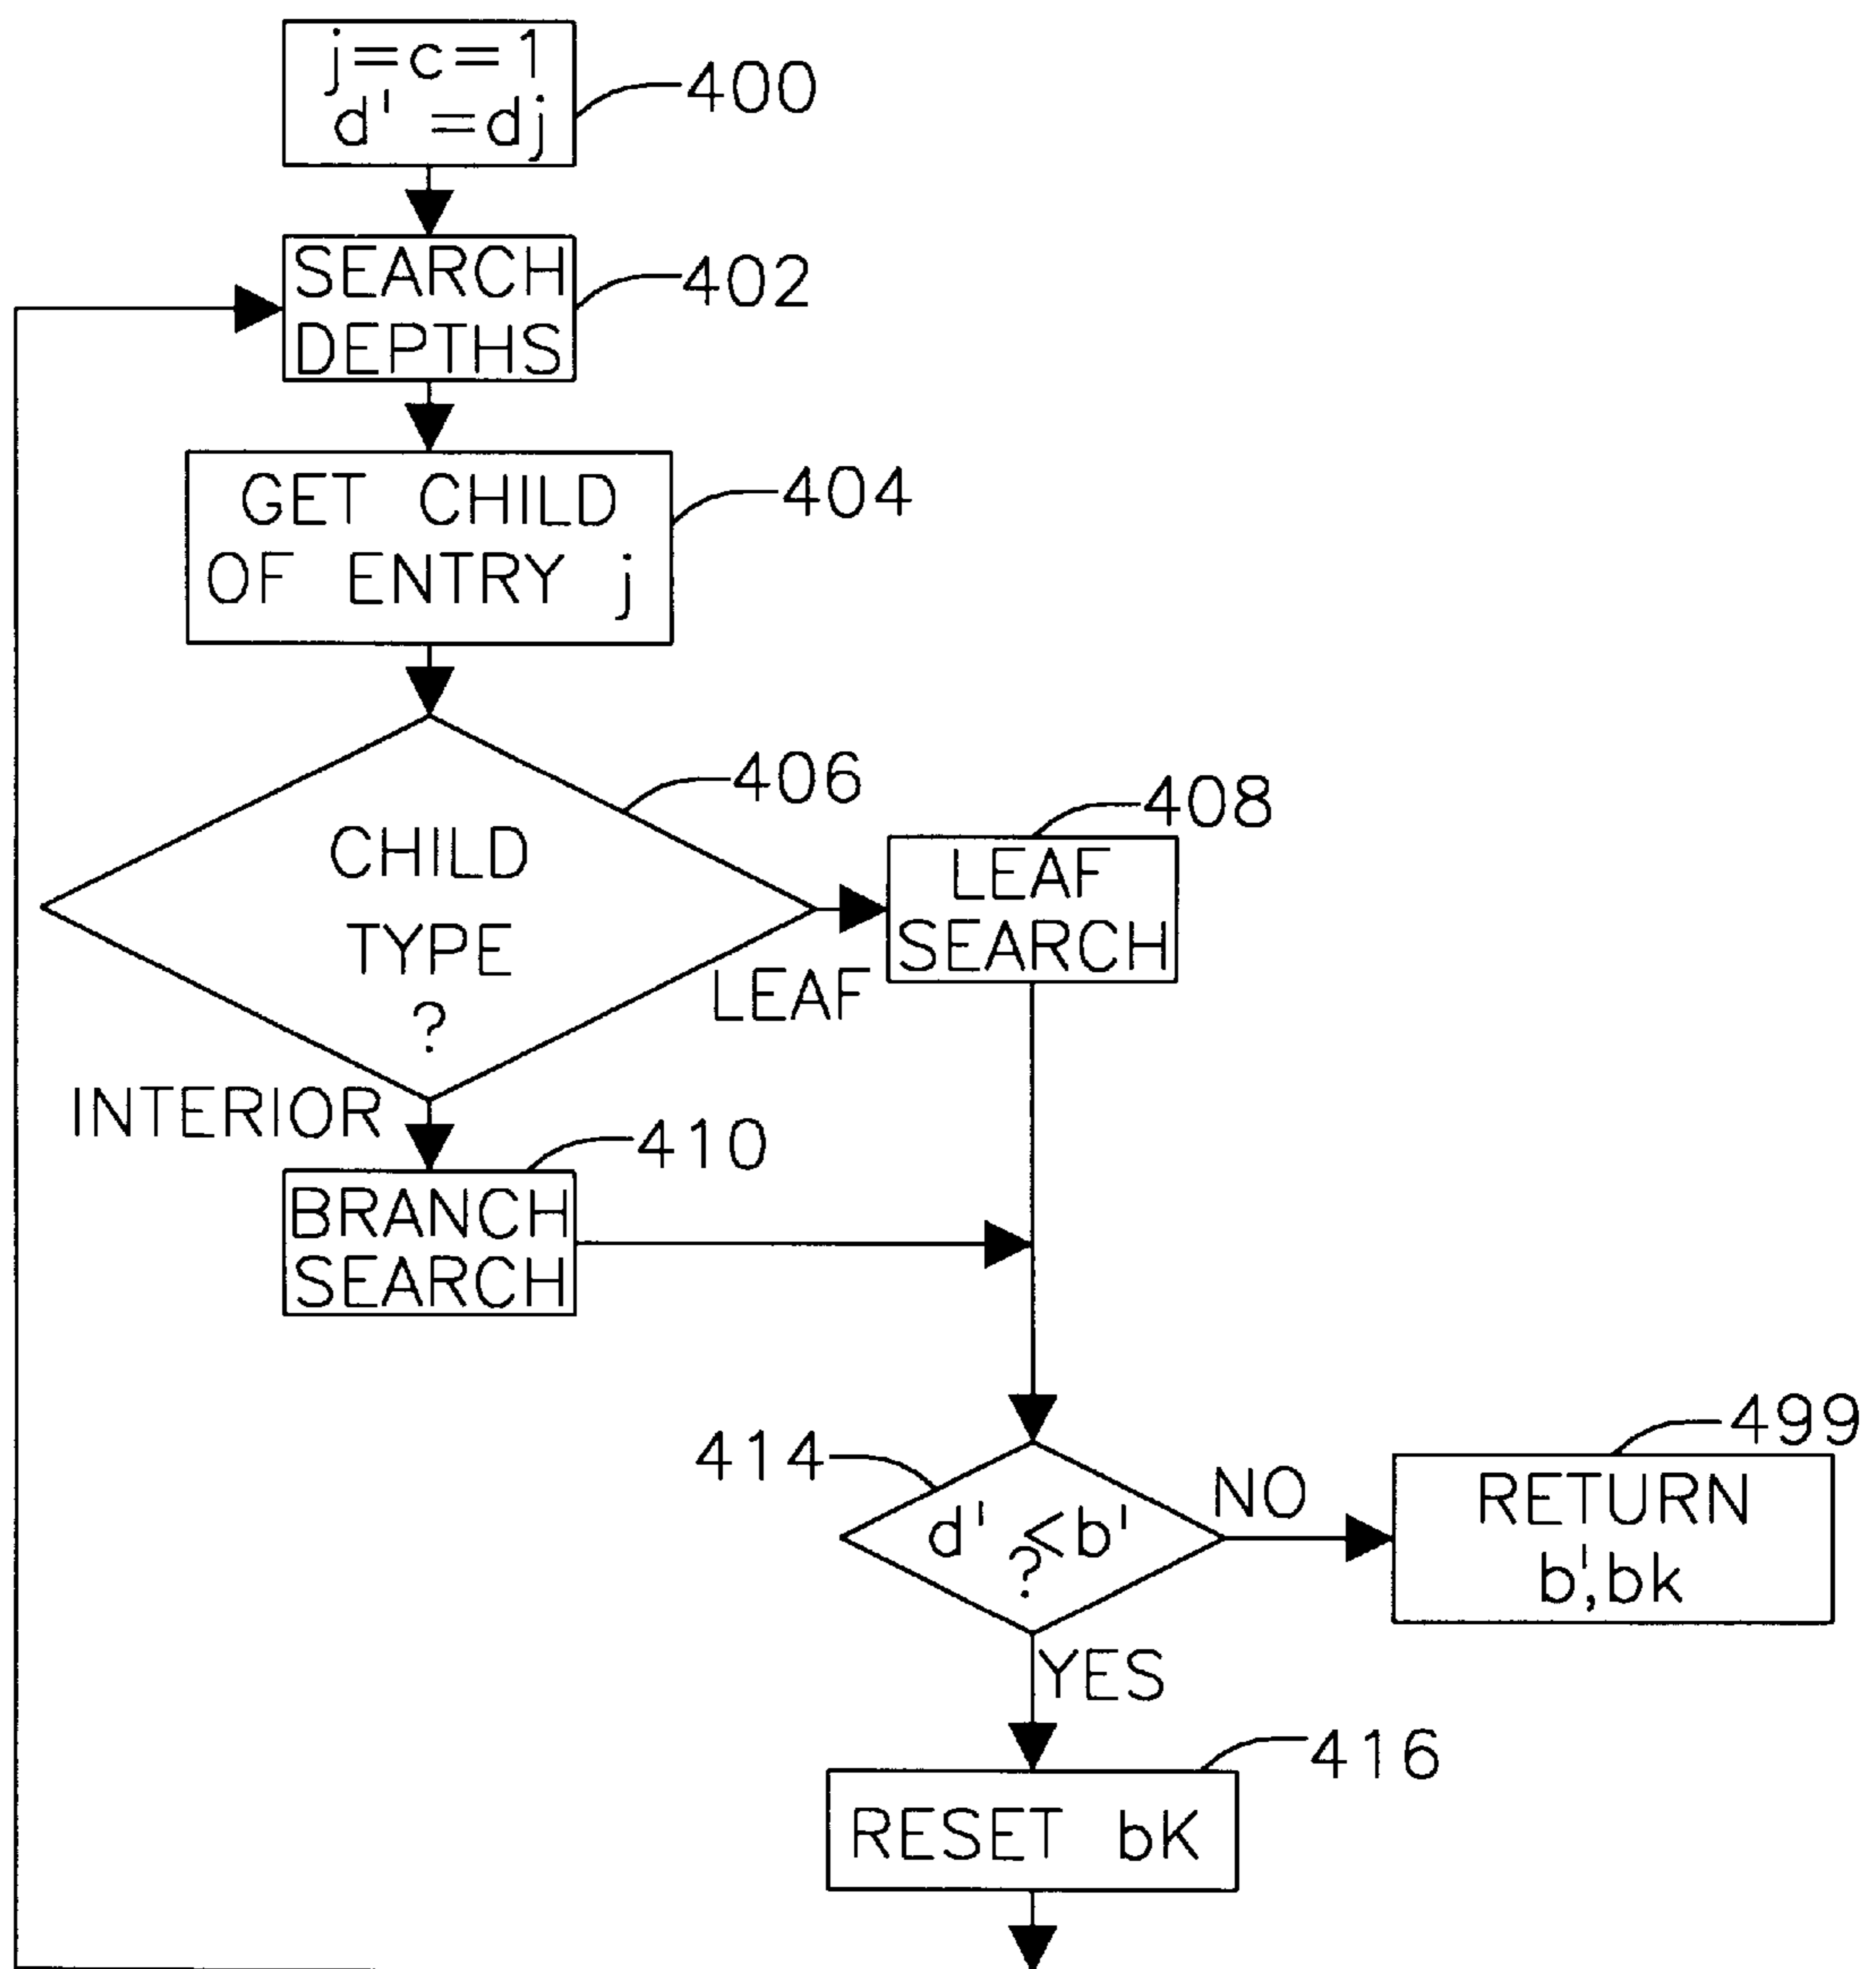 j=c=1
d' =dj
400
SEARCH
DEPTHS
402
GET CHILD
OF ENTRY j
404
CHILD
TYPE
?
406
LEAF
LEAF
SEARCH
408
INTERIOR
BRANCH
SEARCH
410
d' <b'
?
414
NO
RETURN
b',bk
499
YES
RESET bK
416